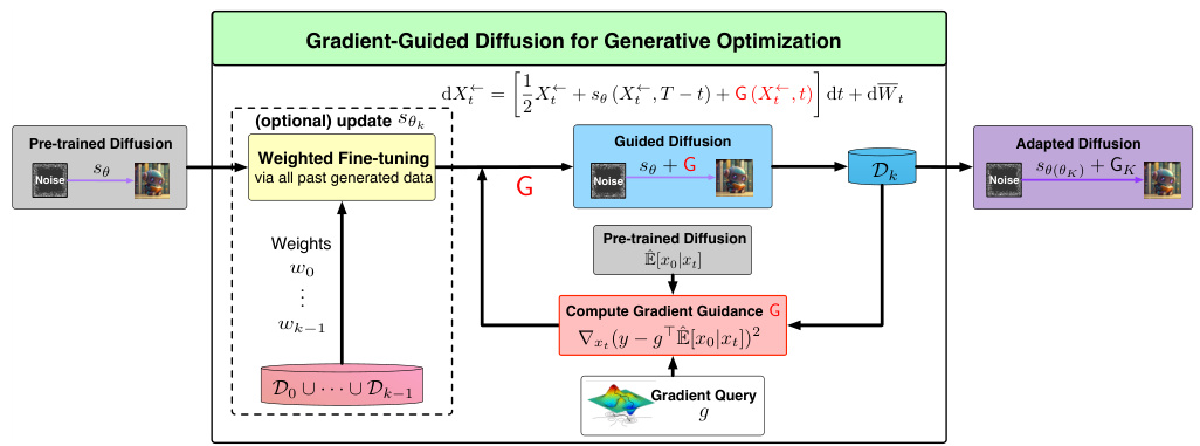 Gradient-Guided Diffusion for Generative Optimization
$\mathrm{d}X_t^{\leftarrow} = \left[\frac{1}{2}X_t^{\leftarrow} + s_\theta\left(X_t^{\leftarrow}, T-t\right) + \mathsf{G}\left(X_t^{\leftarrow}, t\right)\right]\mathrm{d}t + \mathrm{d}\overline{W}_t$
Pre-trained Diffusion
Noise
$s_\theta$
(optional) update $s_{\theta_k}$
Weighted Fine-tuning
via all past generated data
Weights
$w_0$
⋮
$w_{k-1}$
$\mathcal{D}_0 \cup \cdots \cup \mathcal{D}_{k-1}$
G
Guided Diffusion
Noise
$s_\theta + \mathsf{G}$
$\mathcal{D}_k$
Pre-trained Diffusion
$\hat{\mathbb{E}}[x_0|x_t]$
Compute Gradient Guidance G
$\nabla_{x_t}(y - g^\top \hat{\mathbb{E}}[x_0|x_t])^2$
Gradient Query
$g$
Adapted Diffusion
Noise
$s_{\theta(\theta_K)} + \mathsf{G}_K$